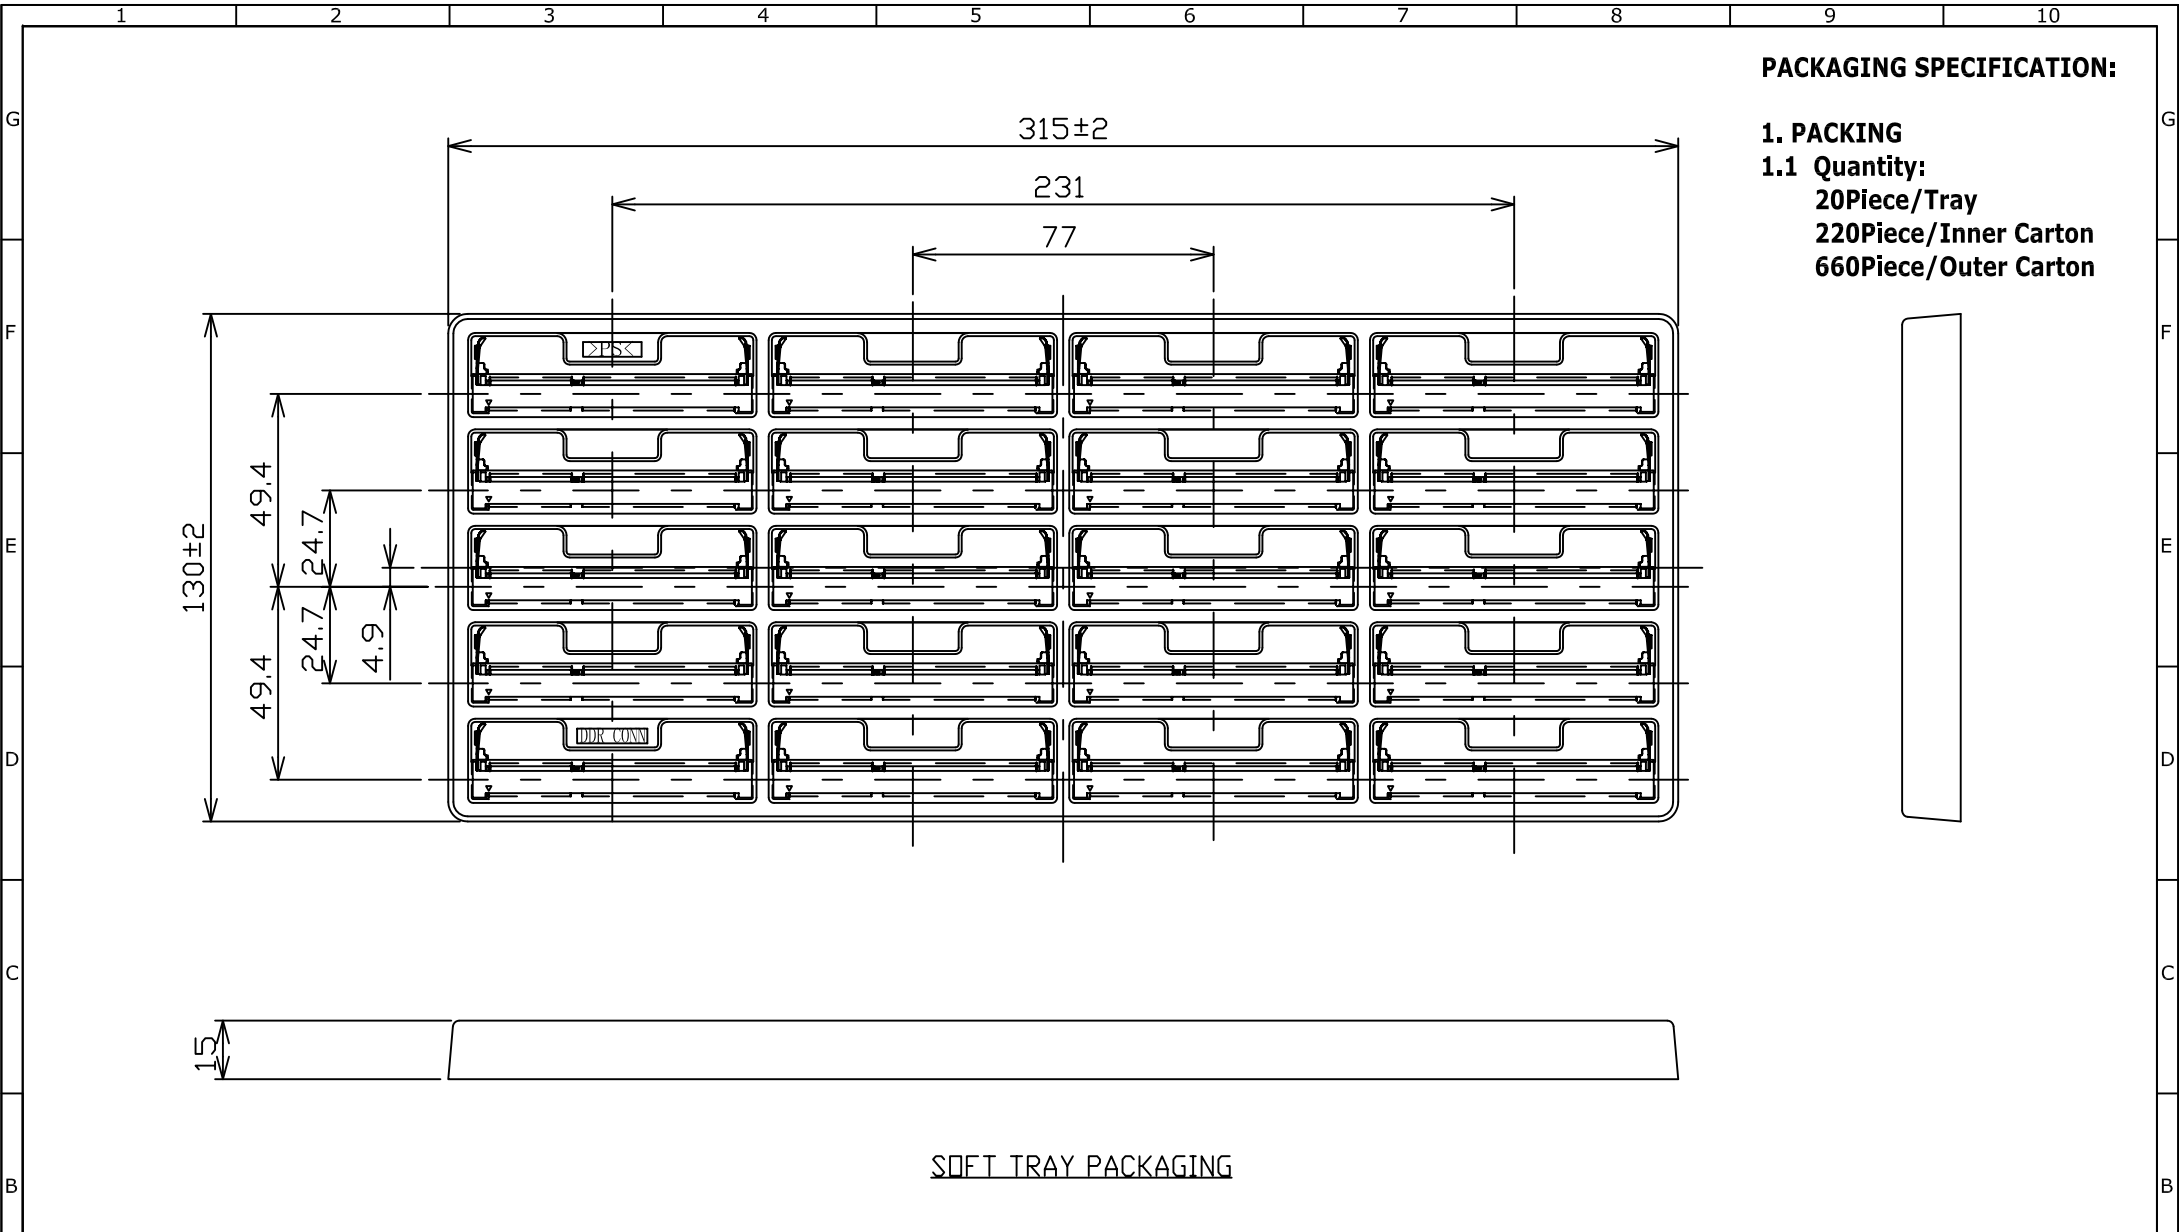 1 2 3 4 5 6 7 8 9 10
PACKAGING SPECIFICATION:
G G
1. PACKING
1.1 Quantity:
20Piece/Tray
220Piece/Inner Carton
660Piece/Outer Carton
315±2
231
77
F F
>PS<
49.4
24.7
130±2
E E
24.7
4.9
49.4
DDR CONN
D D
C C
15
SOFT TRAY PACKAGING
B B